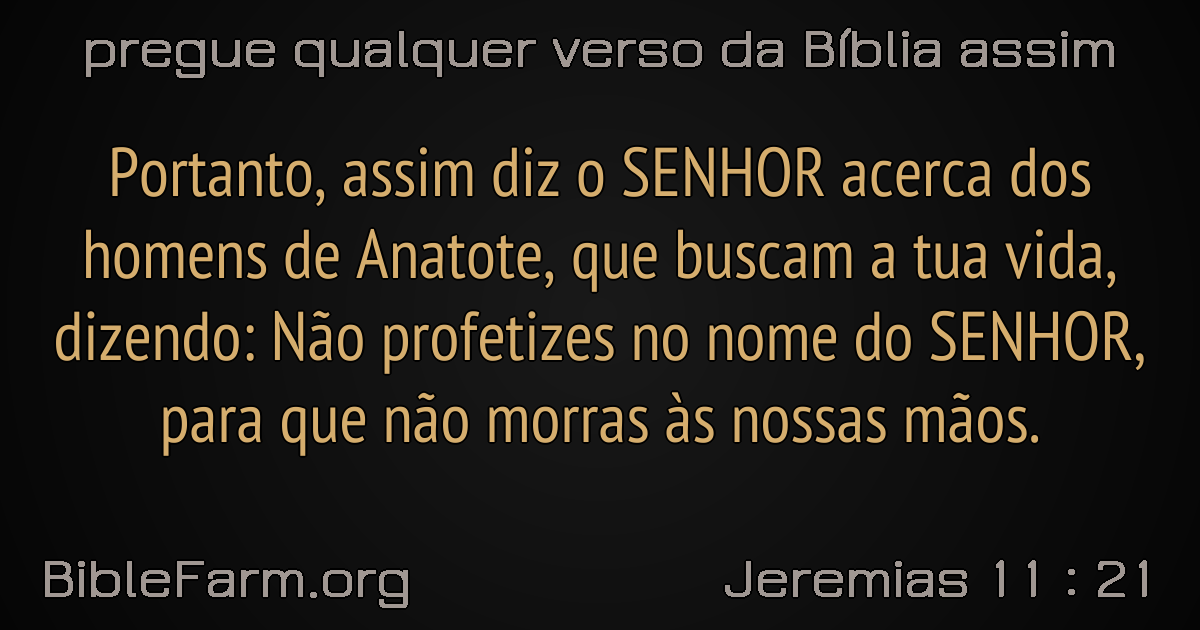 pregue qualquer verso da Bíblia assim
Portanto, assim diz o SENHOR acerca dos
homens de Anatote, que buscam a tua vida,
dizendo: Não profetizes no nome do SENHOR,
para que não morras às nossas mãos.
BibleFarm.org
Jeremias 11 : 21